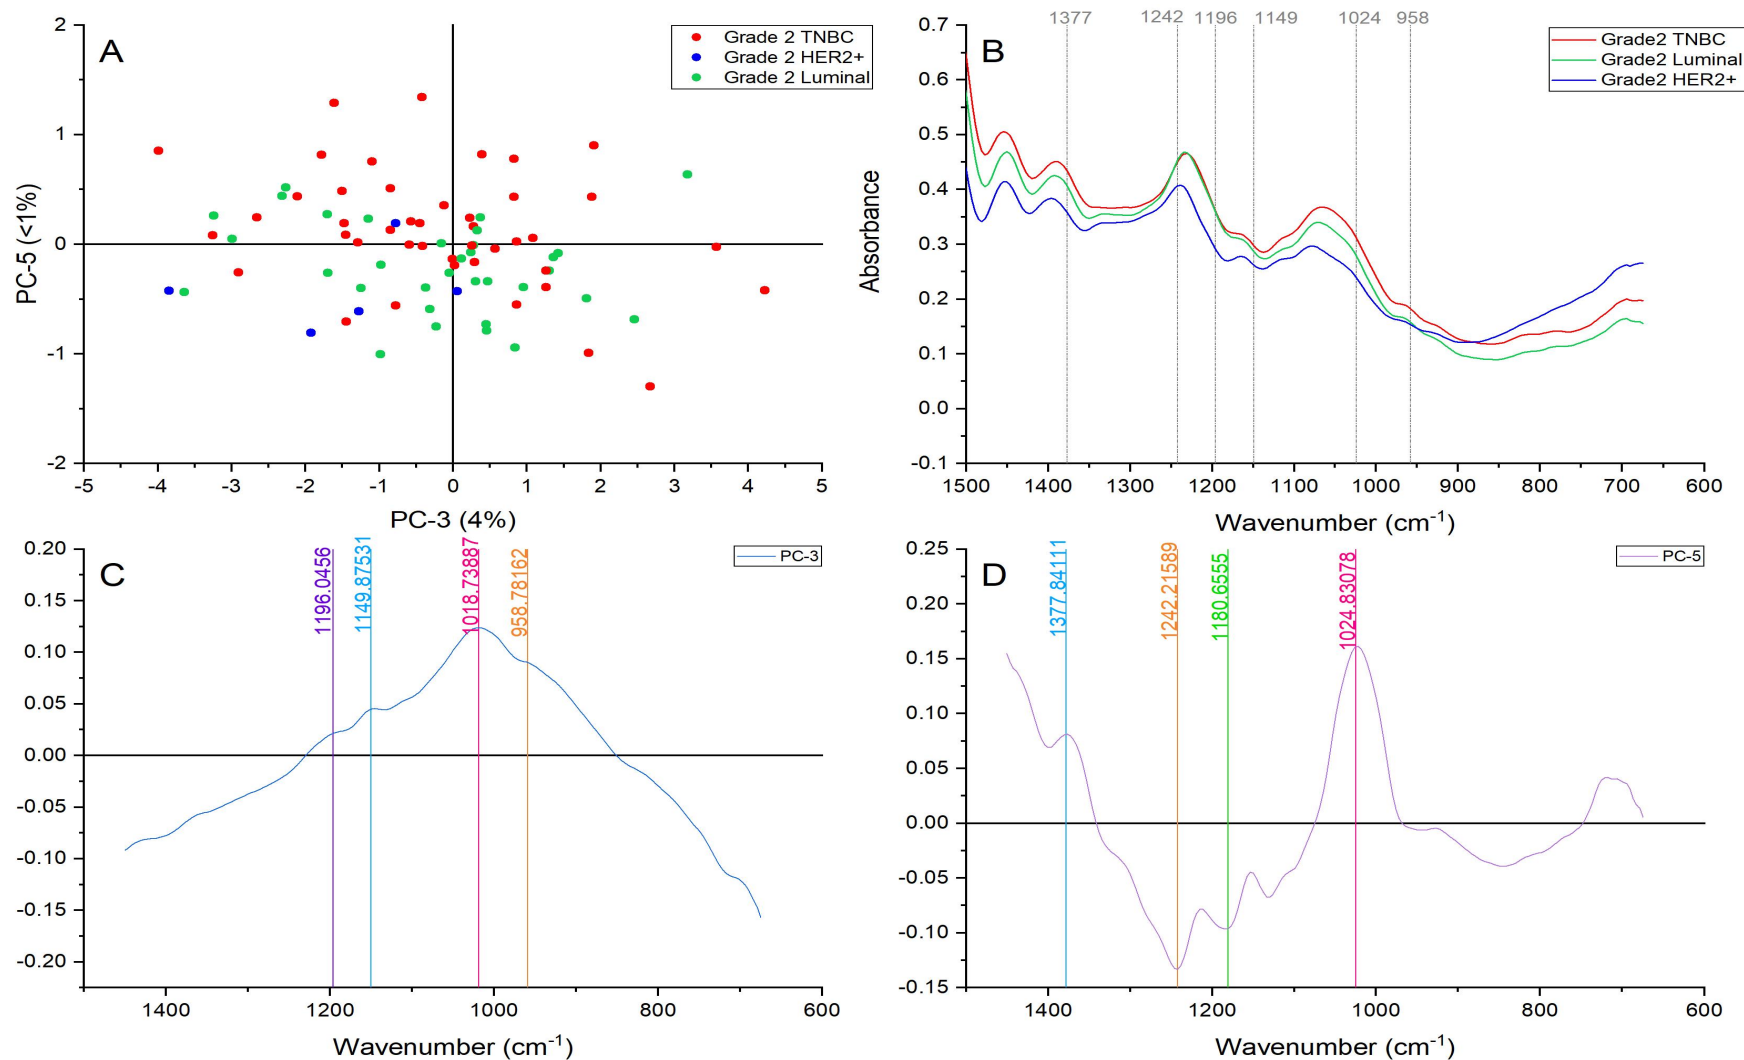 A
Grade 2 TNBC
Grade 2 HER2+
Grade 2 Luminal
2
1
0
-1
-2
PC-5 (<1%)
-5 -4 -3 -2 -1 0 1 2 3 4 5
PC-3 (4%)
1377 1242 1196 1149 1024 958
B
Grade2 TNBC
Grade2 Luminal
Grade2 HER2+
0.7
0.6
0.5
0.4
0.3
0.2
0.1
0.0
-0.1
Absorbance
1500 1400 1300 1200 1100 1000 900 800 700 600
Wavenumber (cm⁻¹)
C
PC-3
1196.0456
1149.87531
1018.73887
958.78162
0.20
0.15
0.10
0.05
0.00
-0.05
-0.10
-0.15
-0.20
1400 1200 1000 800 600
Wavenumber (cm⁻¹)
D
PC-5
1377.84111
1242.21589
1180.6555
1024.83078
0.25
0.20
0.15
0.10
0.05
0.00
-0.05
-0.10
-0.15
1400 1200 1000 800 600
Wavenumber (cm⁻¹)